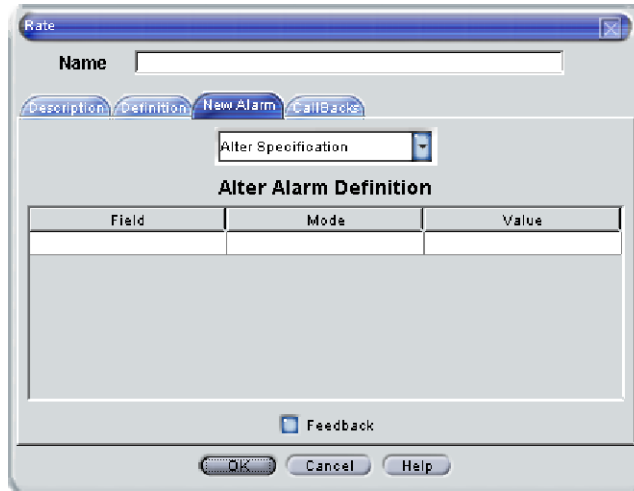 Rate
Name
Description Definition New Alarm CallBacks
Alter Specification
Alter Alarm Definition
Field Mode Value
Feedback
OK Cancel Help